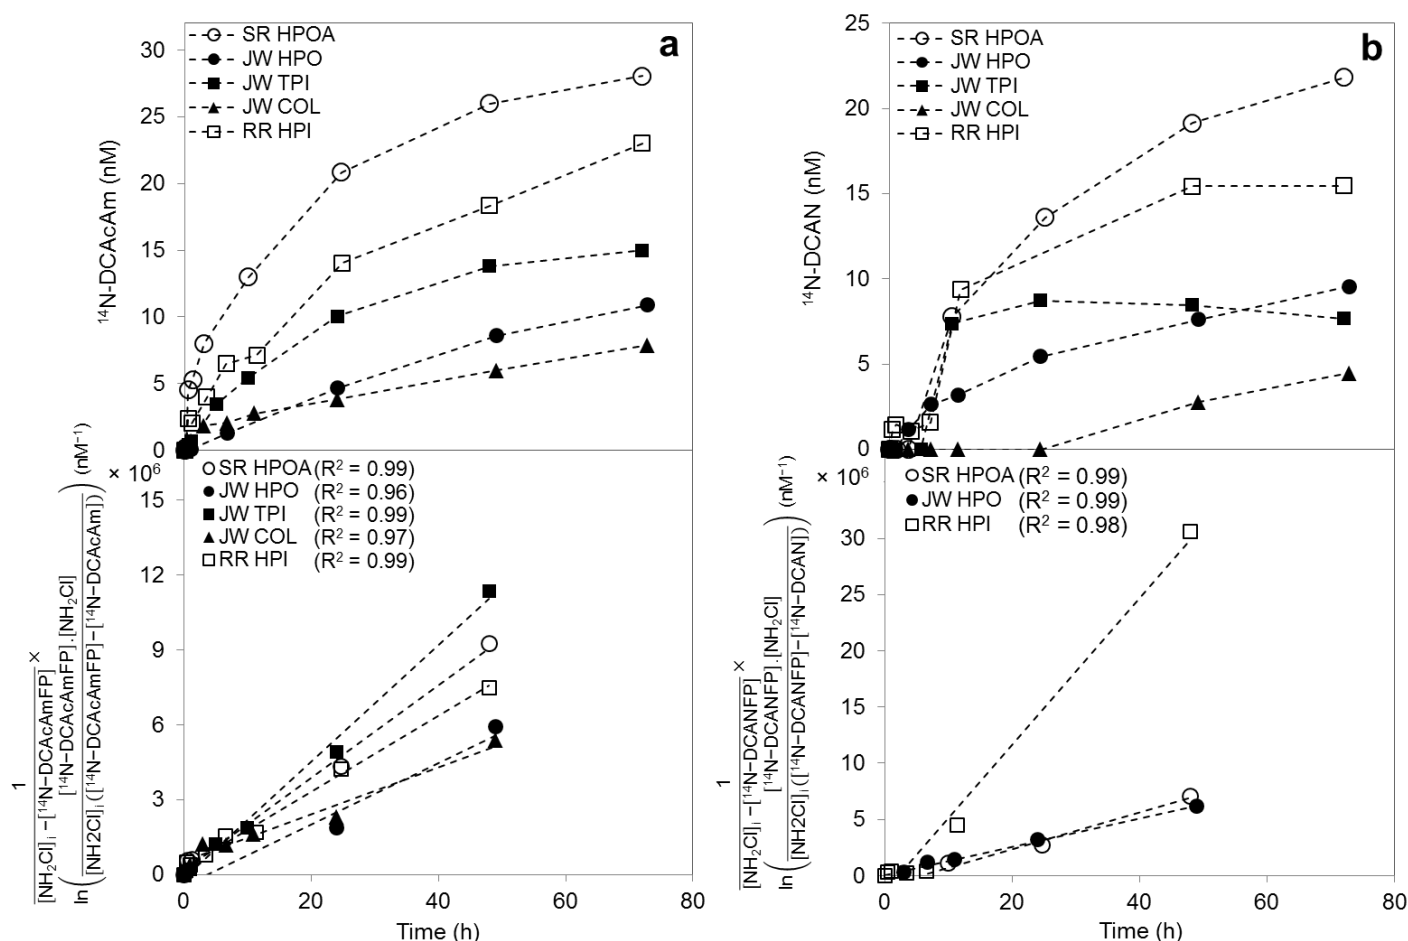 a
SR HPOA
JW HPO
JW TPI
JW COL
RR HPI
30
25
20
15
10
5
0
¹⁴N-DCAcAm (nM)
b
SR HPOA
JW HPO
JW TPI
JW COL
RR HPI
25
20
15
10
5
0
¹⁴N-DCAN (nM)
× 10⁶
SR HPOA (R² = 0.99)
JW HPO (R² = 0.96)
JW TPI (R² = 0.99)
JW COL (R² = 0.97)
RR HPI (R² = 0.99)
15
12
9
6
3
0
0 20 40 60 80
Time (h)
1
[NH₂Cl]ᵢ−[¹⁴N−DCAcAmFP] ×
ln ( [¹⁴N−DCAcAmFP].[NH₂Cl]
[NH2Cl]ᵢ([¹⁴N−DCAcAmFP]−[¹⁴N−DCAcAm]) ) (nM⁻¹)
× 10⁶
SR HPOA (R² = 0.99)
JW HPO (R² = 0.99)
RR HPI (R² = 0.98)
30
25
20
15
10
5
0
0 20 40 60 80
Time (h)
1
[NH₂Cl]ᵢ−[¹⁴N−DCANFP] ×
ln ( [¹⁴N−DCANFP].[NH₂Cl]
[NH2Cl]ᵢ([¹⁴N−DCANFP]−[¹⁴N−DCAN]) ) (nM⁻¹)